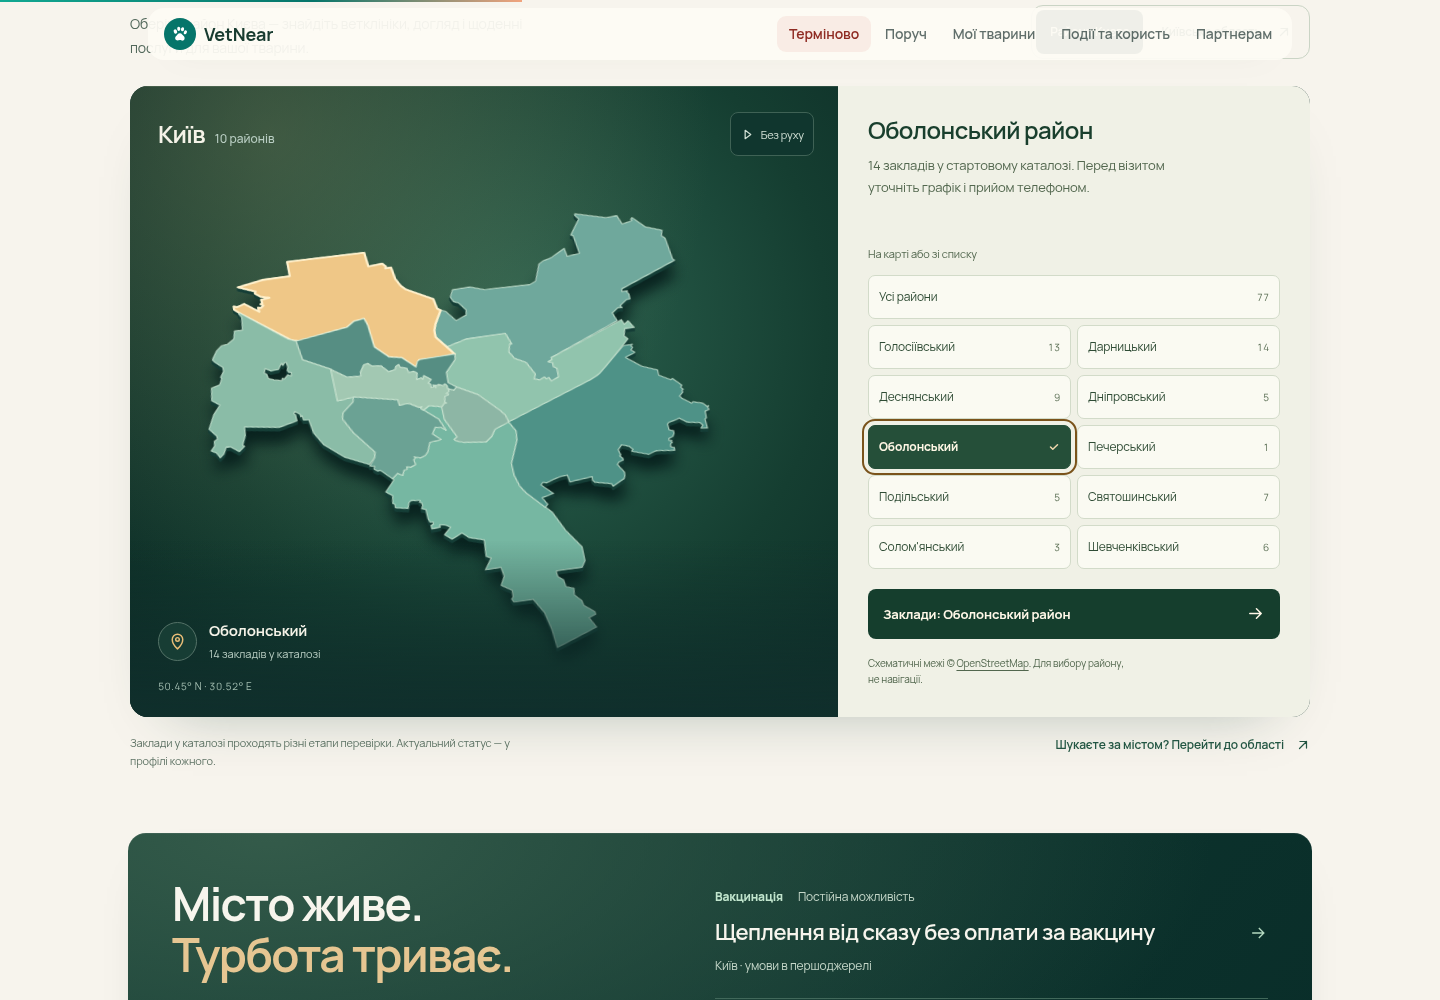 VetNear
Терміново
Поруч
Мої тварини
Події та користь
Партнерам
Київ
10 районів
Без руху
Оболонський
14 закладів у каталозі
50.45° N · 30.52° E
Оболонський район
14 закладів у стартовому каталозі. Перед візитом
уточніть графік і прийом телефоном.
На карті або зі списку
Усі райони 77
Голосіївський 13
Дарницький 14
Деснянський 9
Дніпровський 5
Оболонський
Печерський 1
Подільський 5
Святошинський 7
Солом'янський 3
Шевченківський 6
Заклади: Оболонський район
Схематичні межі © OpenStreetMap. Для вибору району,
не навігації.
Заклади у каталозі проходять різні етапи перевірки. Актуальний статус — у
профілі кожного.
Шукаєте за містом? Перейти до області
Місто живе.
Турбота триває.
Вакцинація Постійна можливість
Щеплення від сказу без оплати за вакцину
Київ · умови в першоджерелі